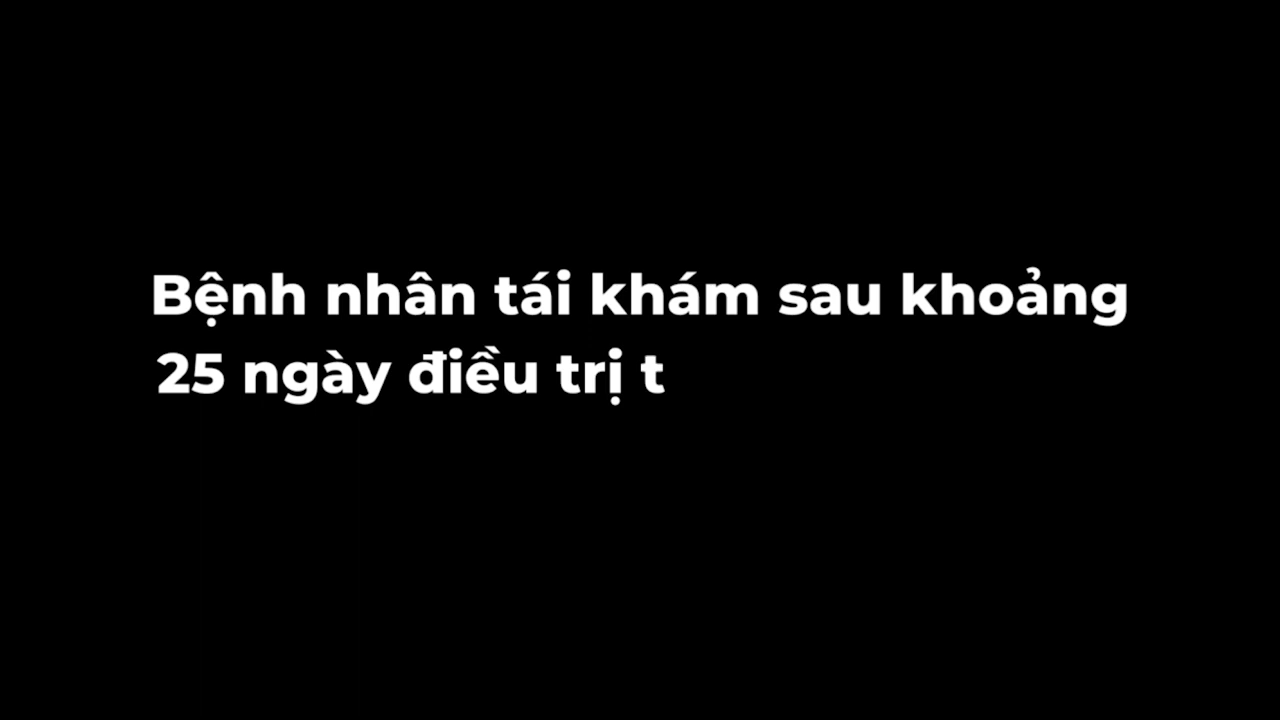 Bệnh nhân tái khám sau khoảng
25 ngày điều trị t